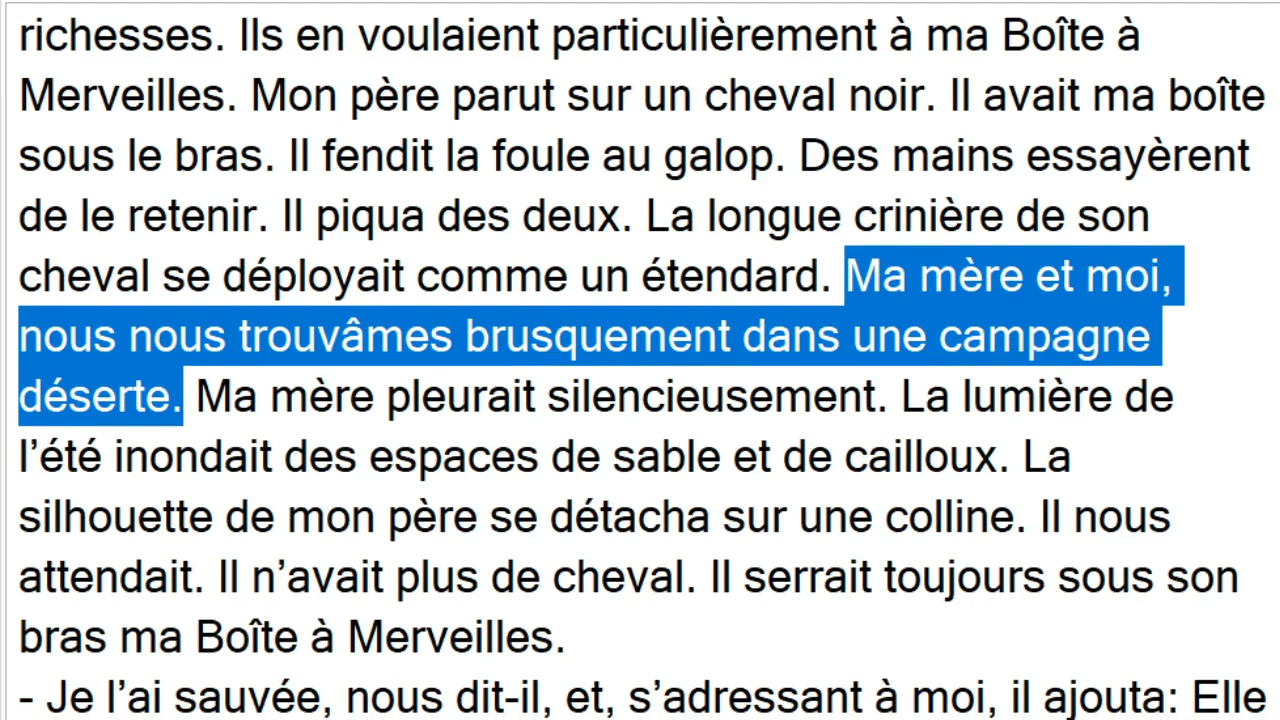 richesses. Ils en voulaient particulièrement à ma Boîte à
Merveilles. Mon père parut sur un cheval noir. Il avait ma boîte
sous le bras. Il fendit la foule au galop. Des mains essayèrent
de le retenir. Il piqua des deux. La longue crinière de son
cheval se déployait comme un étendard. Ma mère et moi,
nous nous trouvâmes brusquement dans une campagne
déserte. Ma mère pleurait silencieusement. La lumière de
l’été inondait des espaces de sable et de cailloux. La
silhouette de mon père se détacha sur une colline. Il nous
attendait. Il n’avait plus de cheval. Il serrait toujours sous son
bras ma Boîte à Merveilles.
- Je l’ai sauvée, nous dit-il, et, s’adressant à moi, il ajouta: Elle